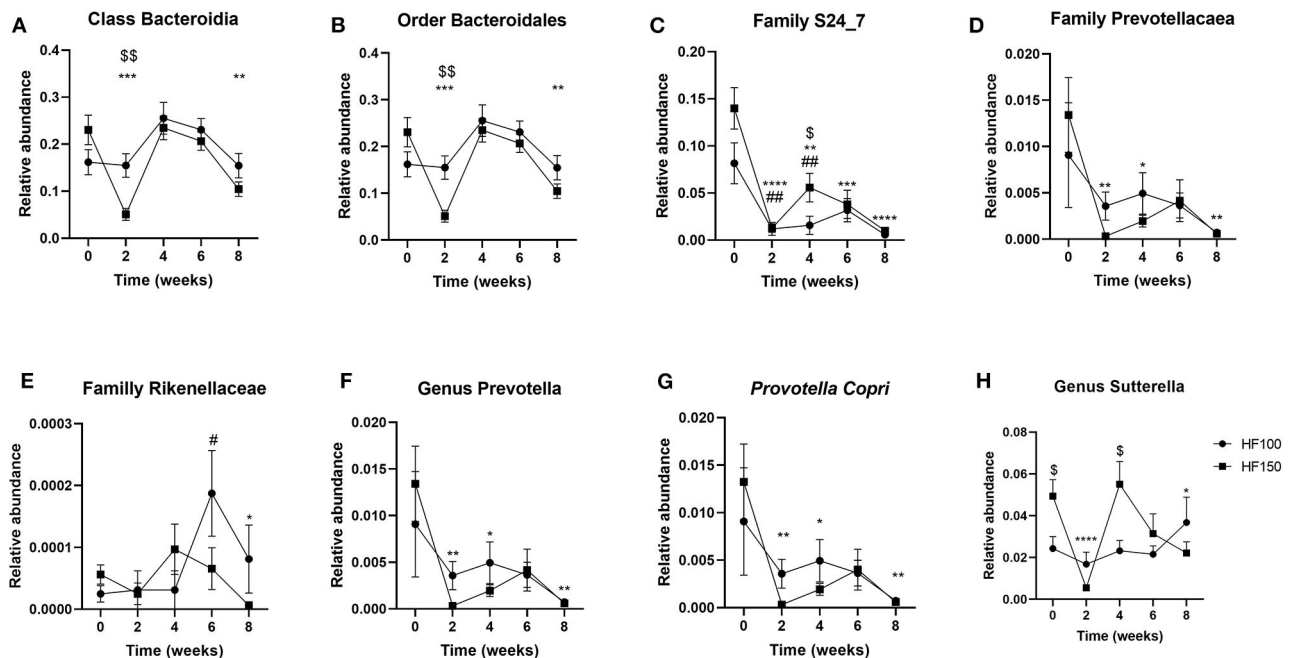 A
Class Bacteroidia
Relative abundance
0.4
0.3
0.2
0.1
0.0
$$
***
**
0 2 4 6 8
Time (weeks)
B
Order Bacteroidales
Relative abundance
0.4
0.3
0.2
0.1
0.0
$$
***
**
0 2 4 6 8
Time (weeks)
C
Family S24_7
Relative abundance
0.20
0.15
0.10
0.05
0.00
****
##
$
**
##
***
****
0 2 4 6 8
Time (weeks)
D
Family Prevotellacaea
Relative abundance
0.020
0.015
0.010
0.005
0.000
**
*
**
0 2 4 6 8
Time (weeks)
E
Familly Rikenellaceae
Relative abundance
0.0003
0.0002
0.0001
0.0000
#
*
0 2 4 6 8
Time (weeks)
F
Genus Prevotella
Relative abundance
0.020
0.015
0.010
0.005
0.000
**
*
**
0 2 4 6 8
Time (weeks)
G
Provotella Copri
Relative abundance
0.020
0.015
0.010
0.005
0.000
**
*
**
0 2 4 6 8
Time (weeks)
H
Genus Sutterella
Relative abundance
0.08
0.06
0.04
0.02
0.00
$
****
$
*
0 2 4 6 8
Time (weeks)
HF100
HF150